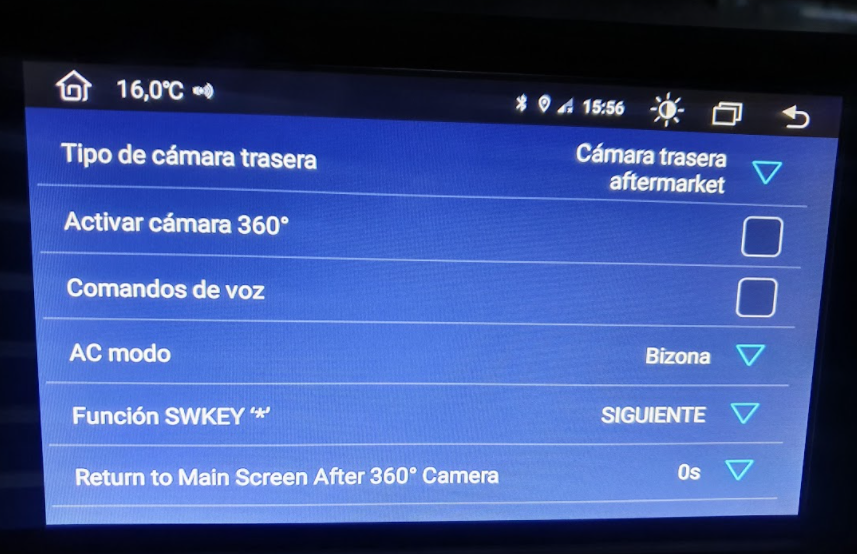 16,0°C
15:56
Tipo de cámara trasera
Cámara trasera
aftermarket
Activar cámara 360°
Comandos de voz
AC modo
Bizona
Función SWKEY '*'
SIGUIENTE
Return to Main Screen After 360° Camera
0s